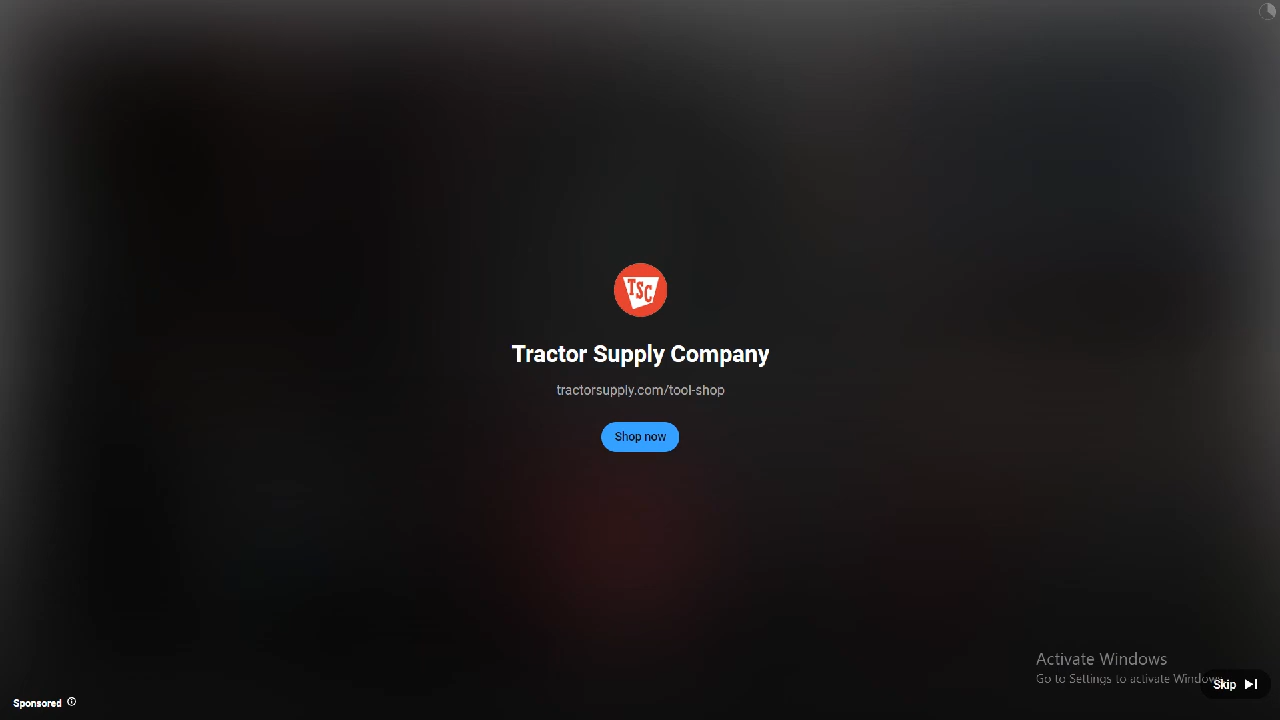 TSC
Tractor Supply Company
tractorsupply.com/tool-shop
Shop now
Activate Windows
Go to Settings to activate Windows.
Skip
Sponsored